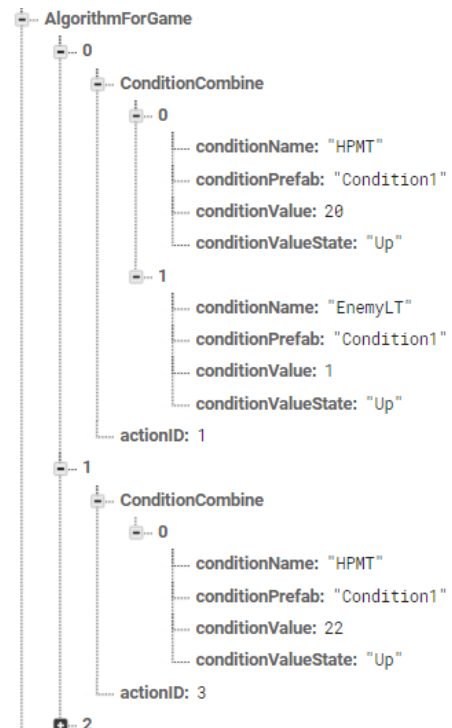 AlgorithmForGame
0
ConditionCombine
0
conditionName: "HPMT"
conditionPrefab: "Condition1"
conditionValue: 20
conditionValueState: "Up"
1
conditionName: "EnemyLT"
conditionPrefab: "Condition1"
conditionValue: 1
conditionValueState: "Up"
actionID: 1
1
ConditionCombine
0
conditionName: "HPMT"
conditionPrefab: "Condition1"
conditionValue: 22
conditionValueState: "Up"
actionID: 3
2